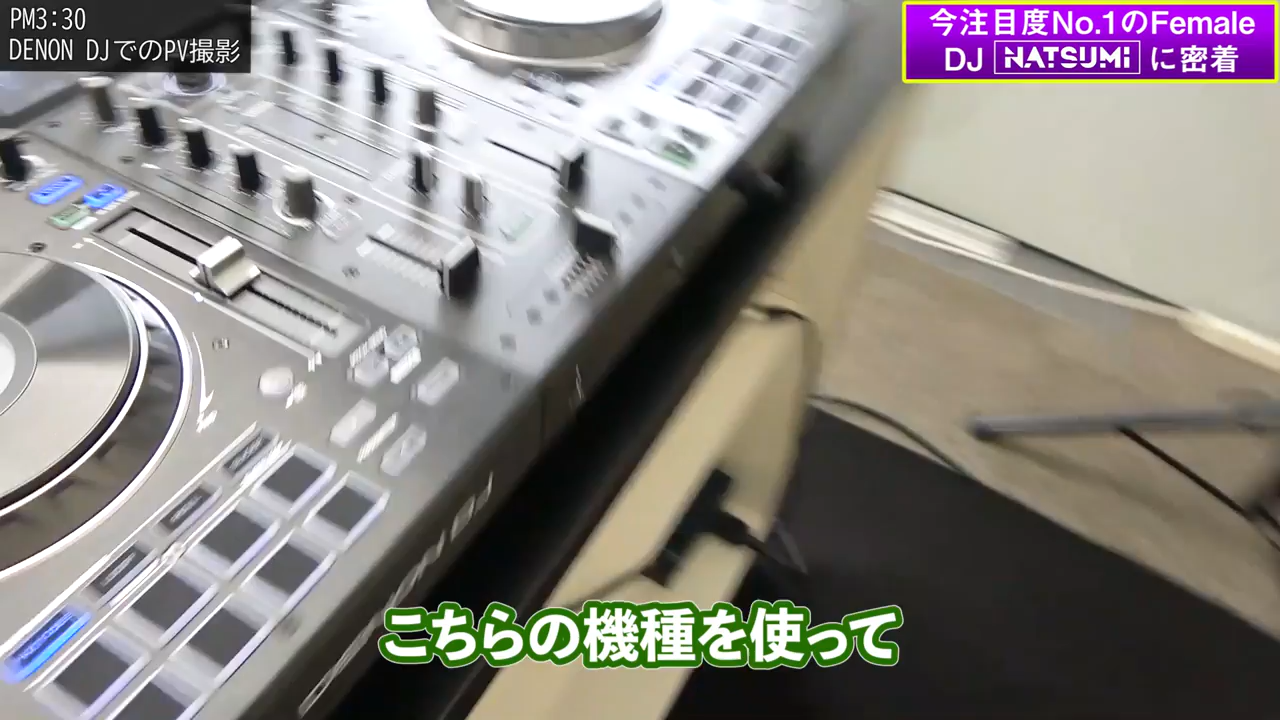 PM3:30
DENON DJでのPV撮影
今注目度No.1のFemale
DJ NATSUMi に密着
DENON DJ
こちらの機種を使って